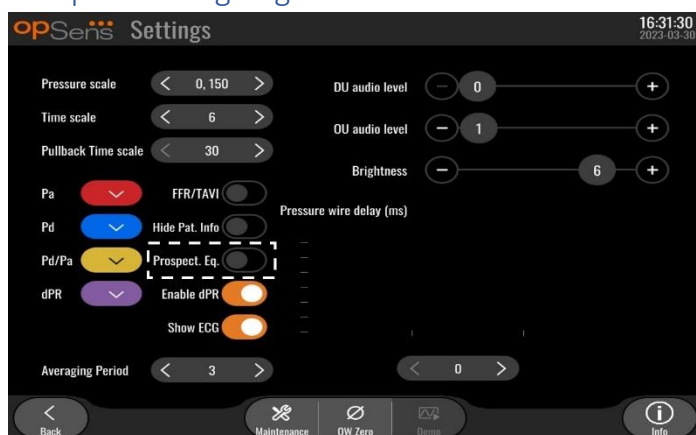 opSens Settings
16:31:30
2023-03-30
Pressure scale < 0, 150 >
Time scale < 6 >
Pullback Time scale < 30 >
DU audio level − 0 +
OU audio level − 1 +
Brightness − 6 +
Pa FFR/TAVI
Pressure wire delay (ms)
Pd Hide Pat. Info
Pd/Pa Prospect. Eq.
dPR Enable dPR
Show ECG
Averaging Period < 3 >
< 0 >
Back Maintenance OW Zero Demo Info